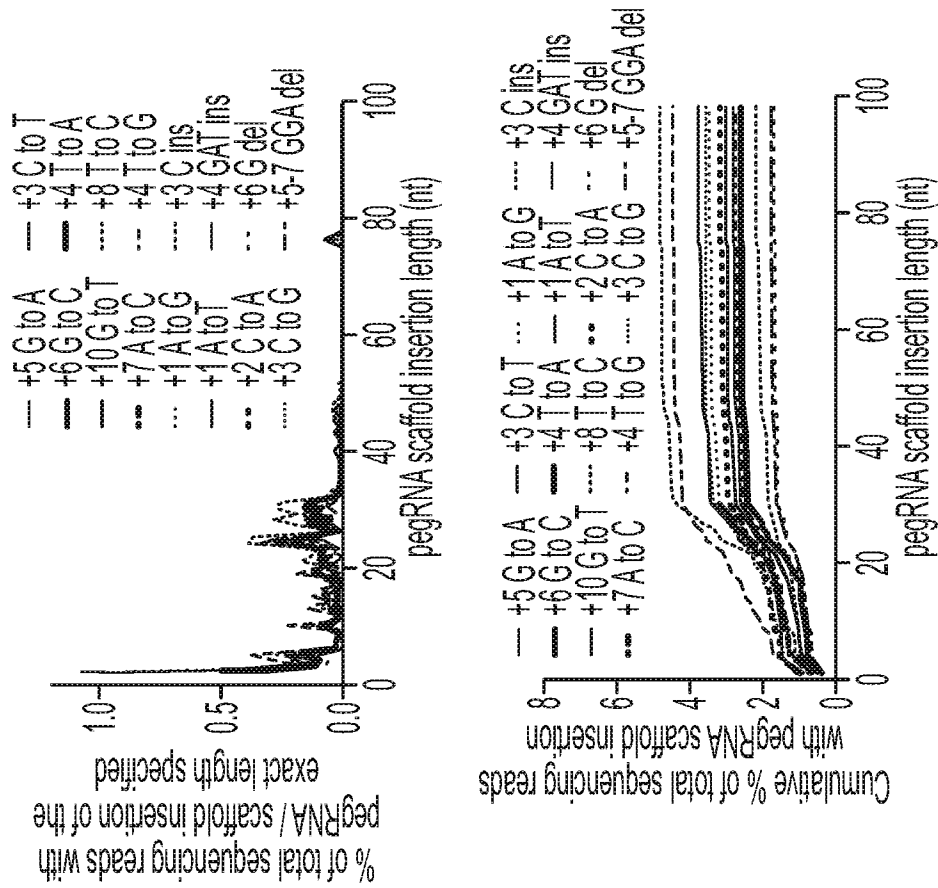 % of total sequencing reads with
pegRNA / scaffold insertion of the
exact length specified
1.0
0.5
0.0
+5 G to A
+6 G to C
+10 G to T
+7 A to C
+1 A to G
+1 A to T
+2 C to A
+3 C to G
+3 C to T
+4 T to A
+8 T to C
+4 T to G
+3 C ins
+4 GAT ins
+6 G del
+5-7 GGA del
0 20 40 60 80 100
pegRNA scaffold insertion length (nt)
Cumulative % of total sequencing reads
with pegRNA scaffold insertion
8
6
4
2
0
+5 G to A
+6 G to C
+10 G to T
+7 A to C
+3 C to T
+4 T to A
+8 T to C
+4 T to G
+1 A to G
+1 A to T
+2 C to A
+3 C to G
+3 C ins
+4 GAT ins
+6 G del
+5-7 GGA del
0 20 40 60 80 100
pegRNA scaffold insertion length (nt)